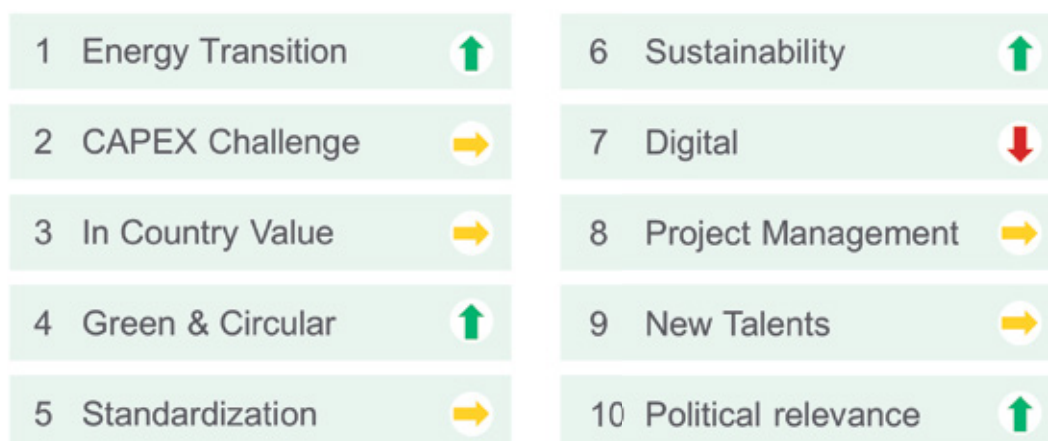 1 Energy Transition
2 CAPEX Challenge
3 In Country Value
4 Green & Circular
5 Standardization
6 Sustainability
7 Digital
8 Project Management
9 New Talents
10 Political relevance